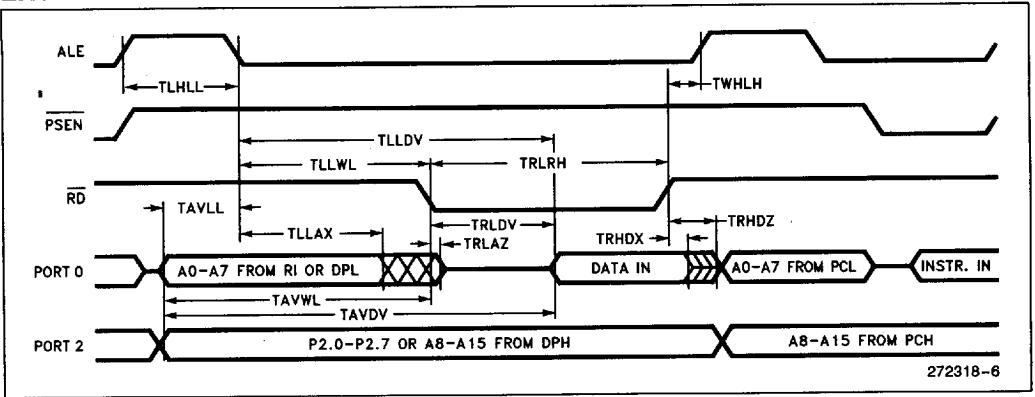 ALE
TLHLL
TWHLH
PSEN
TLLDV
TLLWL
TRLRH
RD
TAVLL
TRLDV
TRHDZ
TLLAX
TRLAZ
TRHDX
PORT 0
A0-A7 FROM RI OR DPL
DATA IN
A0-A7 FROM PCL
INSTR. IN
TAVWL
TAVDV
PORT 2
P2.0-P2.7 OR A8-A15 FROM DPH
A8-A15 FROM PCH
272318-6